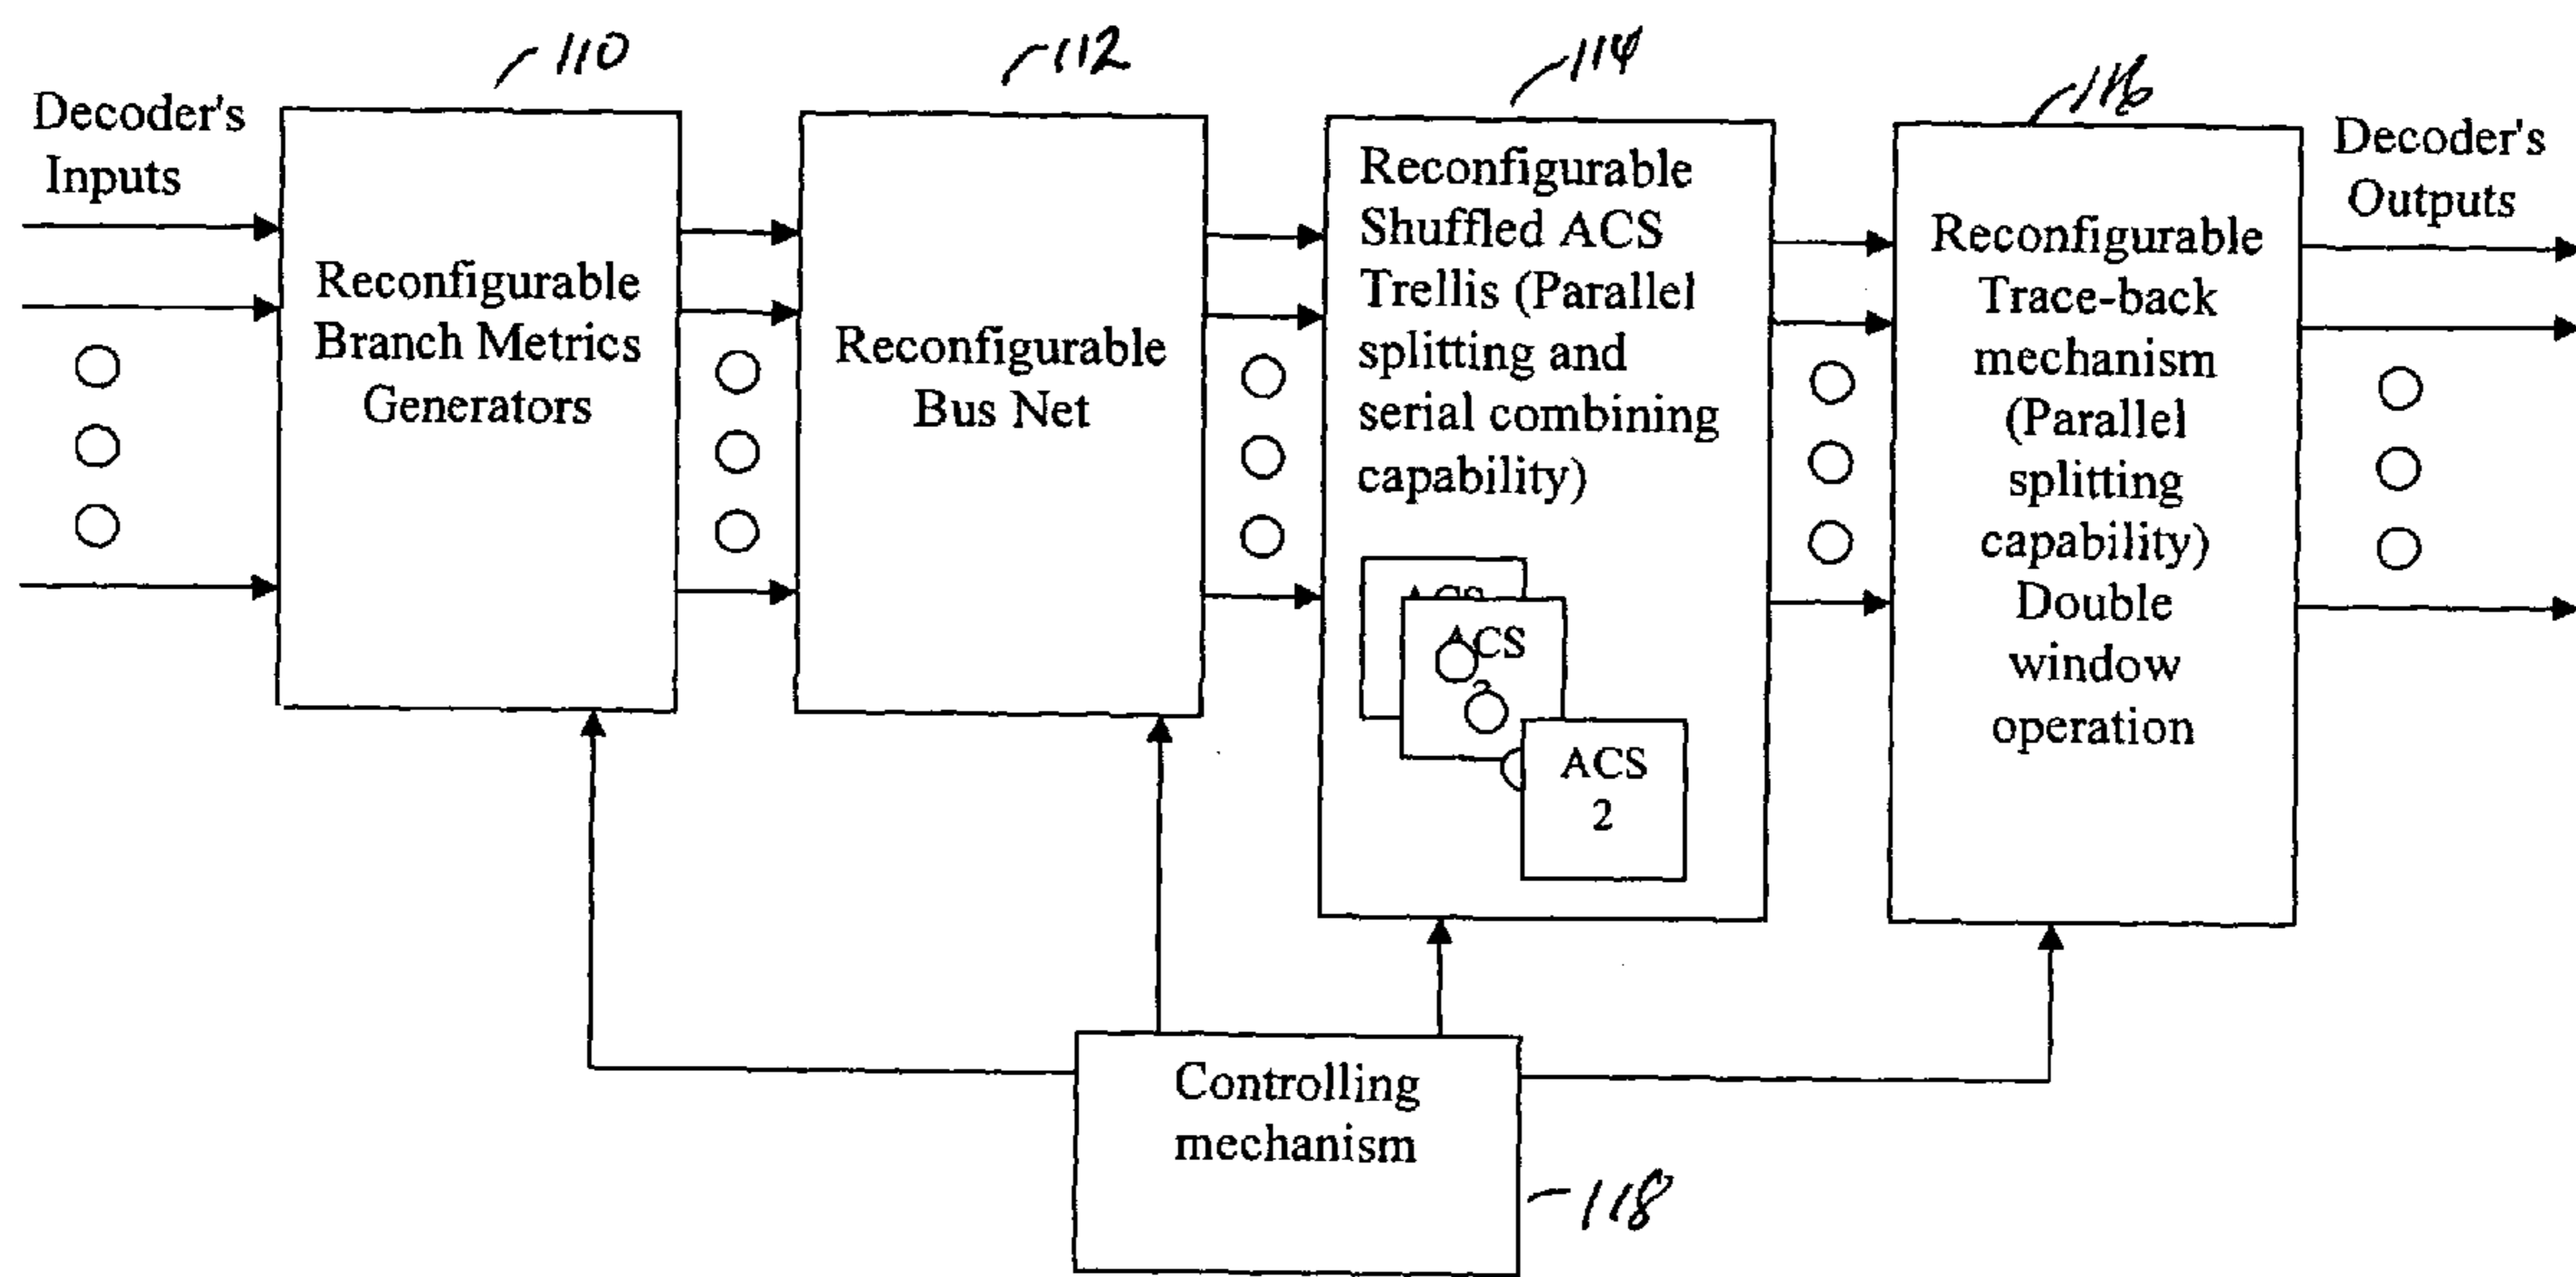 110
112
114
116
Decoder's
Inputs
Reconfigurable
Branch Metrics
Generators
Reconfigurable
Bus Net
Reconfigurable
Shuffled ACS
Trellis (Parallel
splitting and
serial combining
capability)
ACS
ACS
ACS
2
Reconfigurable
Trace-back
mechanism
(Parallel
splitting
capability)
Double
window
operation
Decoder's
Outputs
Controlling
mechanism
118